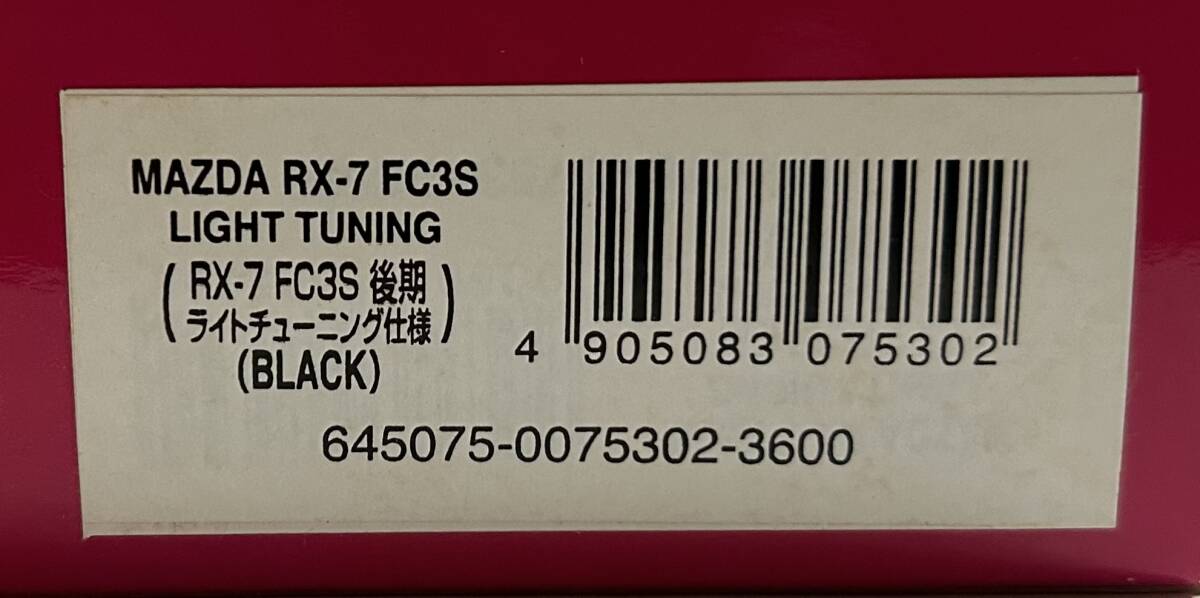 MAZDA RX-7 FC3S
LIGHT TUNING
(RX-7 FC3S 後期
ライトチューニング仕様)
(BLACK)
4 905083 075302
645075-0075302-3600